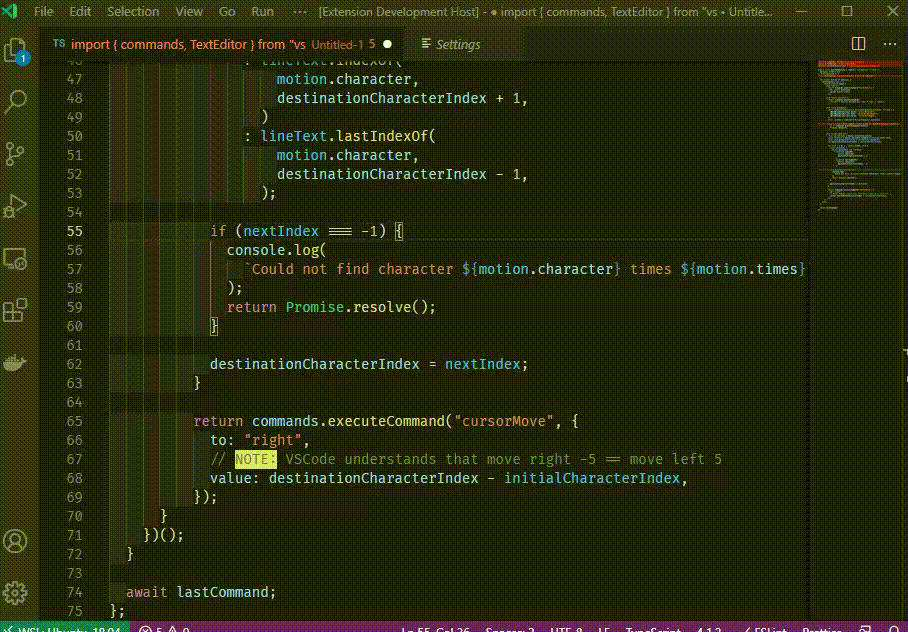 File Edit Selection View Go Run ··· [Extension Development Host] - ● import { commands, TextEditor } from "vs • Untitle...
TS import { commands, TextEditor } from "vs Untitled-1 5 ● Settings ···
1
46 : lineText.indexOf(
47 motion.character,
48 destinationCharacterIndex + 1,
49 )
50 : lineText.lastIndexOf(
51 motion.character,
52 destinationCharacterIndex - 1,
53 );
54
55 if (nextIndex === -1) {
56 console.log(
57 `Could not find character ${motion.character} times ${motion.times}
58 );
59 return Promise.resolve();
60 }
61
62 destinationCharacterIndex = nextIndex;
63 }
64
65 return commands.executeCommand("cursorMove", {
66 to: "right",
67 // NOTE: VSCode understands that move right -5 == move left 5
68 value: destinationCharacterIndex - initialCharacterIndex,
69 });
70 }
71 })();
72 }
73
74 await lastCommand;
75 };
WSL: Ubuntu-18.04 5 0 Ln 55, Col 26 Spaces: 2 UTF-8 LF TypeScript 4.1.2 ESLint Prettier